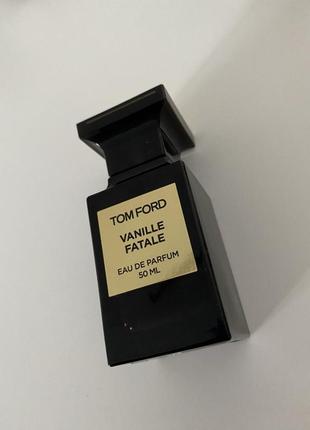 TOM FORD
VANILLE
FATALE
EAU DE PARFUM
50 ML